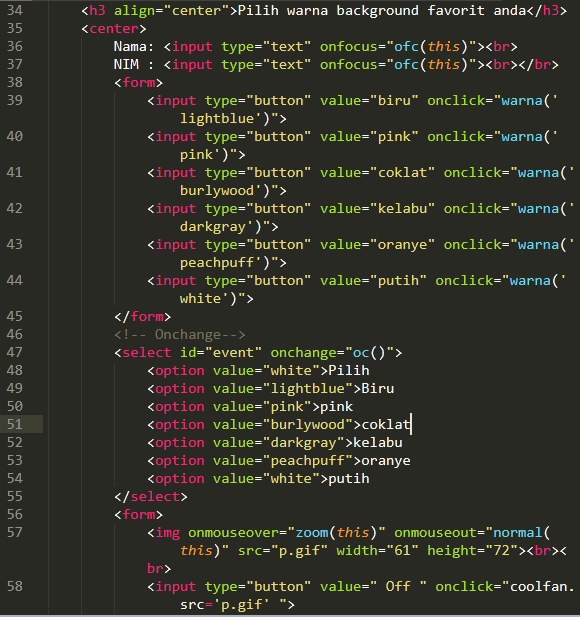 34 <h3 align="center">Pilih warna background favorit anda</h3>
35 <center>
36 Nama: <input type="text" onfocus="ofc(this)"><br>
37 NIM : <input type="text" onfocus="ofc(this)"><br></br>
38 <form>
39 <input type="button" value="biru" onclick="warna('
lightblue')">
40 <input type="button" value="pink" onclick="warna('
pink')">
41 <input type="button" value="coklat" onclick="warna('
burlywood')">
42 <input type="button" value="kelabu" onclick="warna('
darkgray')">
43 <input type="button" value="oranye" onclick="warna('
peachpuff')">
44 <input type="button" value="putih" onclick="warna('
white')">
45 </form>
46 <!-- Onchange-->
47 <select id="event" onchange="oc()">
48 <option value="white">Pilih
49 <option value="lightblue">Biru
50 <option value="pink">pink
51 <option value="burlywood">coklat
52 <option value="darkgray">kelabu
53 <option value="peachpuff">oranye
54 <option value="white">putih
55 </select>
56 <form>
57 <img onmouseover="zoom(this)" onmouseout="normal(
this)" src="p.gif" width="61" height="72"><br><
br>
58 <input type="button" value=" Off " onclick="coolfan.
src='p.gif' ">